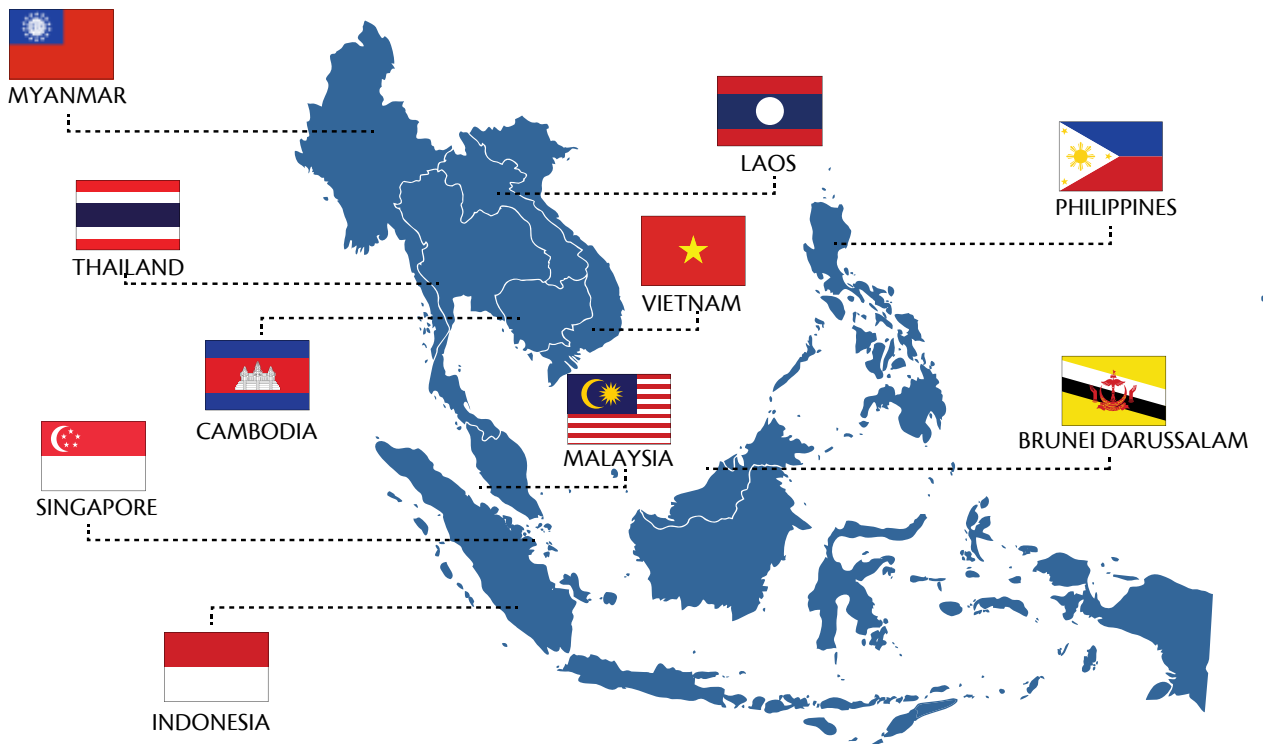 MYANMAR
LAOS
PHILIPPINES
THAILAND
VIETNAM
CAMBODIA
BRUNEI DARUSSALAM
MALAYSIA
SINGAPORE
INDONESIA